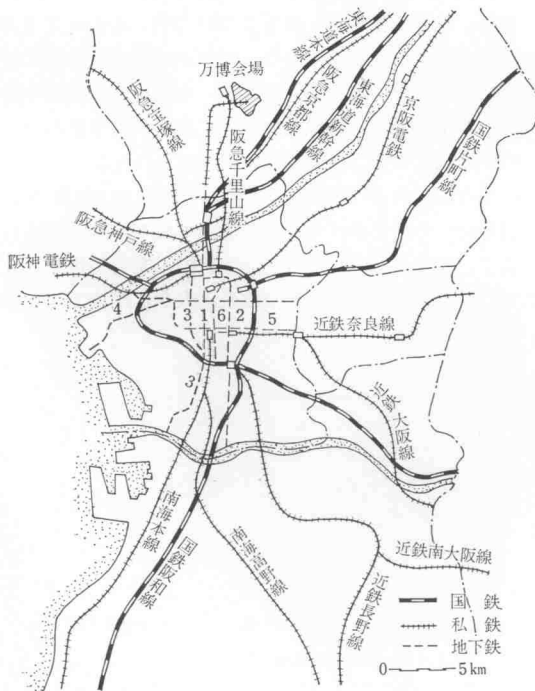 東海道本線
万博会場
阪急宝塚線
阪急京都線
東海道新幹線
京阪電鉄
国鉄片町線
阪急千里山線
阪急神戸線
阪神電鉄
4
3
1
6
2
5
近鉄奈良線
3
近鉄大阪線
南海本線
国鉄阪和線
南海高野線
近鉄南大阪線
近鉄長野線
国鉄
私鉄
地下鉄
0 5km